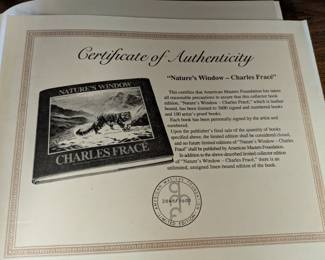 Certificate of Authenticity
"Nature's Window – Charles Fracé"
NATURE'S WINDOW
CHARLES FRACÉ
This certifies that American Masters Foundation has taken
all reasonable precautions to assure that this collector book
edition, "Nature's Window – Charles Fracé", which is leather
bound, has been limited to 3600 signed and numbered books
and 100 artist's proof books.
Each book has been personally signed by the artist and
numbered.
Upon the publisher's final sale of the quantity of books
specified above, the limited edition shall be considered closed,
and no future limited editions of "Nature's Window – Charles
Fracé" shall be published by American Masters Foundation.
In addition to the above described limited collector edition
of "Nature's Window – Charles Fracé," there is an
unsigned linen bound edition of the book.
AMERICAN MASTERS FOUNDATION
LIMITED EDITION